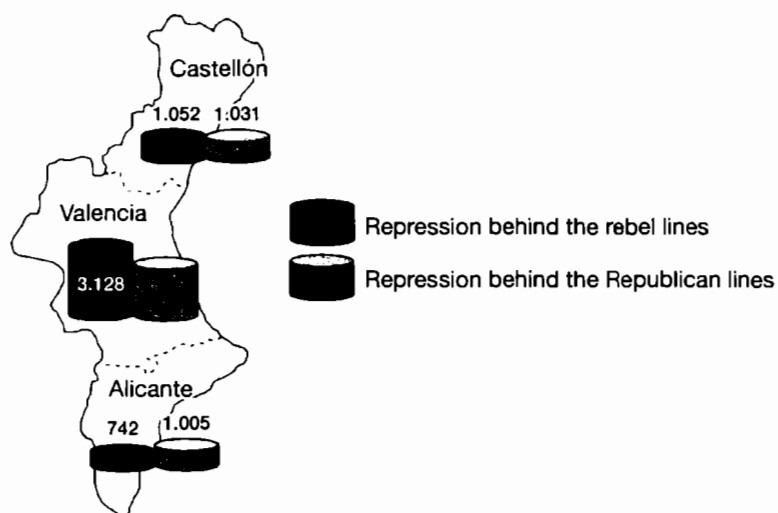 Castellón
1.052 1:031
Valencia
3.128
Repression behind the rebel lines
Repression behind the Republican lines
Alicante
742 1.005